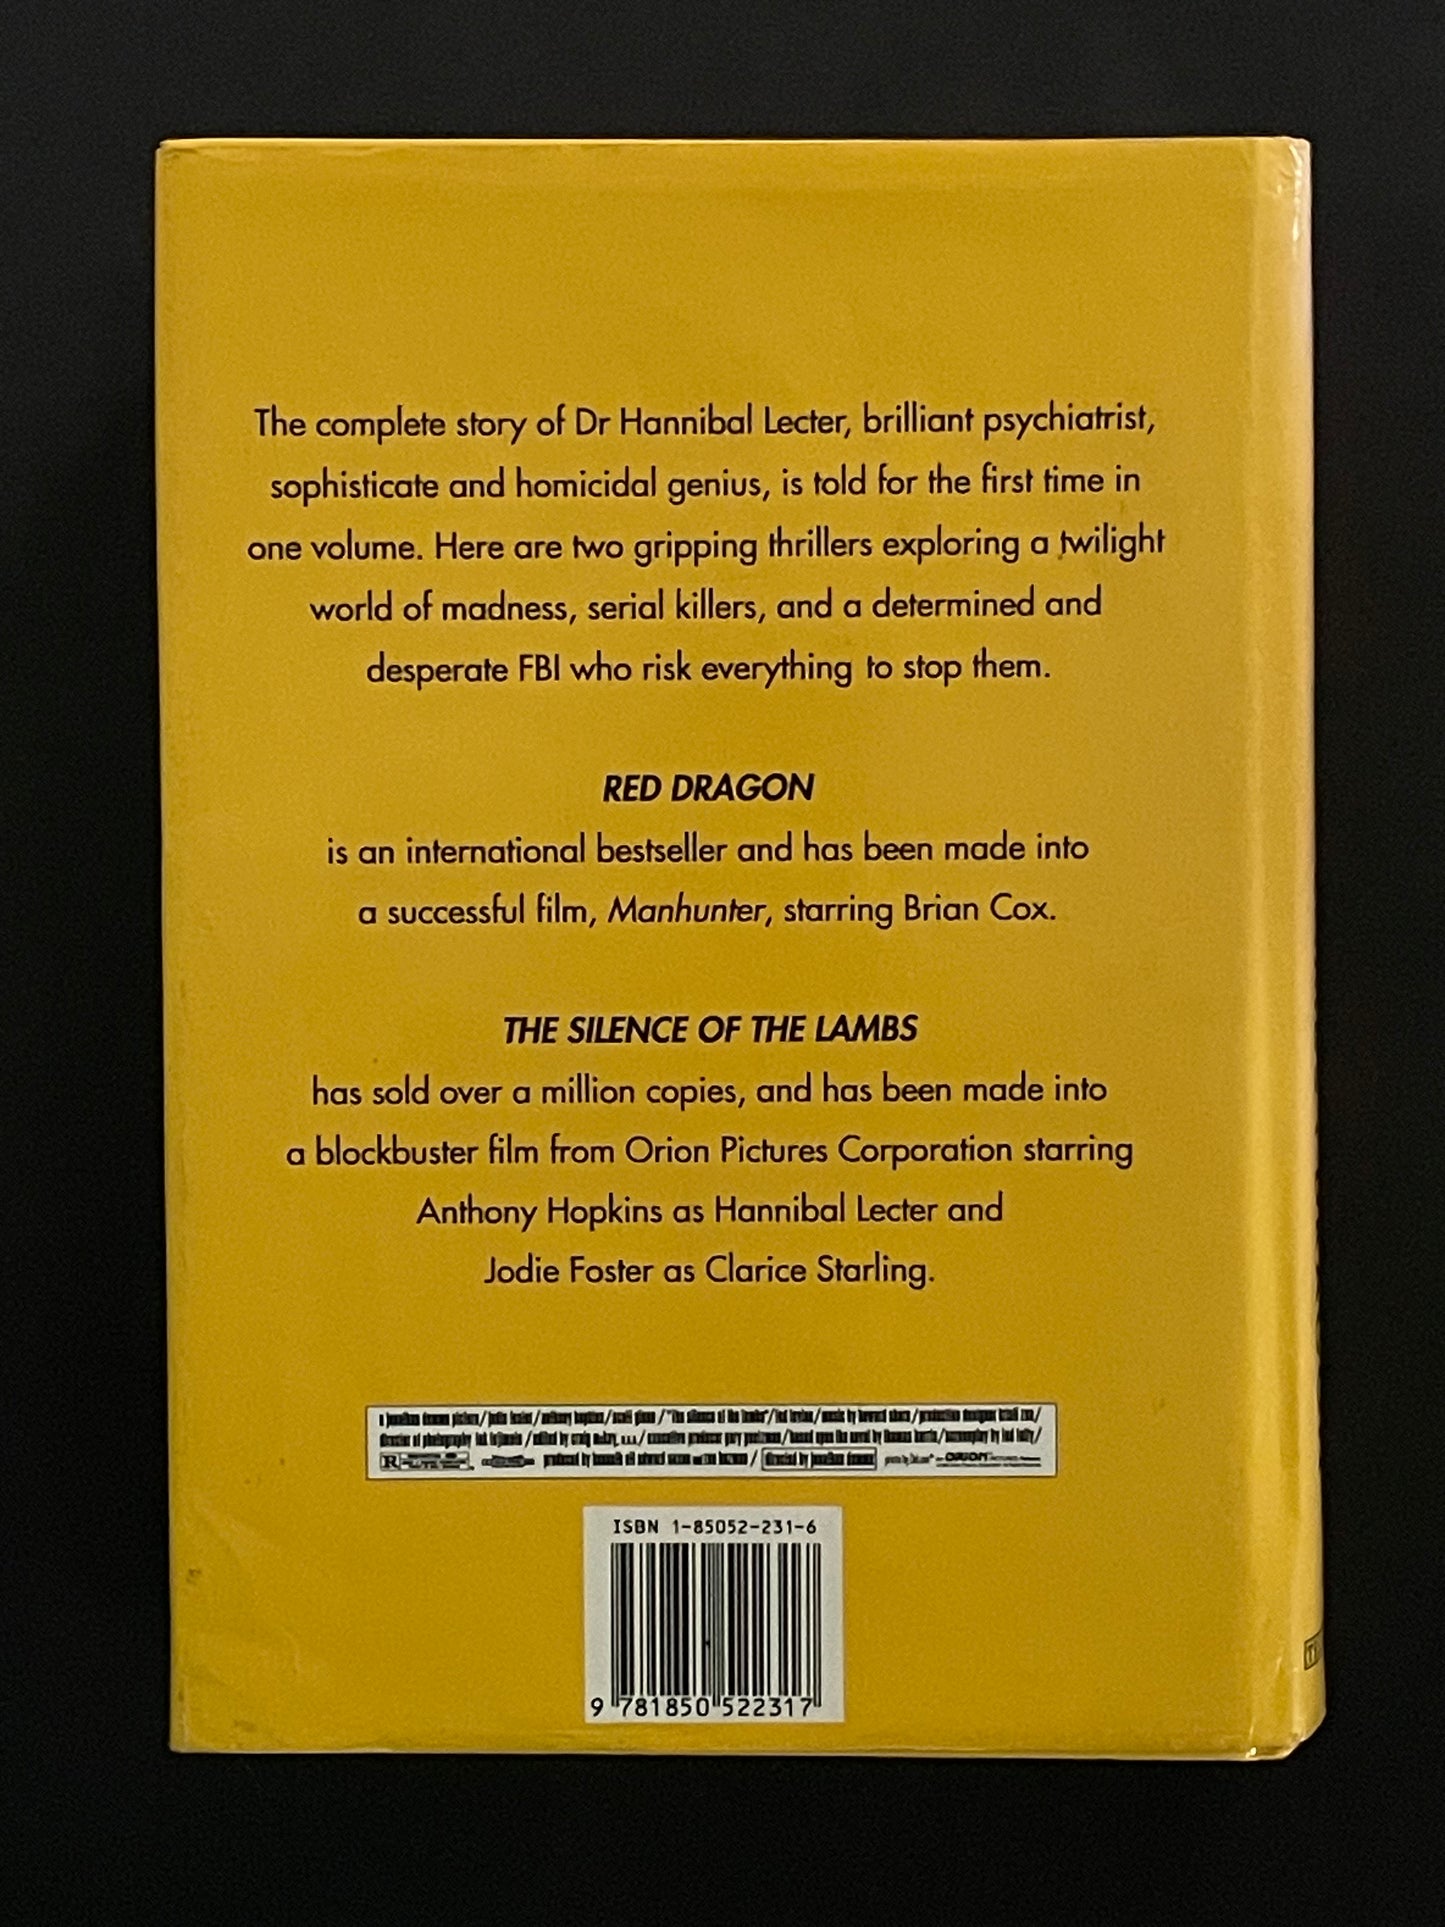 The complete story of Dr Hannibal Lecter, brilliant psychiatrist,
sophisticate and homicidal genius, is told for the first time in
one volume. Here are two gripping thrillers exploring a twilight
world of madness, serial killers, and a determined and
desperate FBI who risk everything to stop them.
RED DRAGON
is an international bestseller and has been made into
a successful film, Manhunter, starring Brian Cox.
THE SILENCE OF THE LAMBS
has sold over a million copies, and has been made into
a blockbuster film from Orion Pictures Corporation starring
Anthony Hopkins as Hannibal Lecter and
Jodie Foster as Clarice Starling.
R ORION
ISBN 1-85052-231-6
9 781850 522317